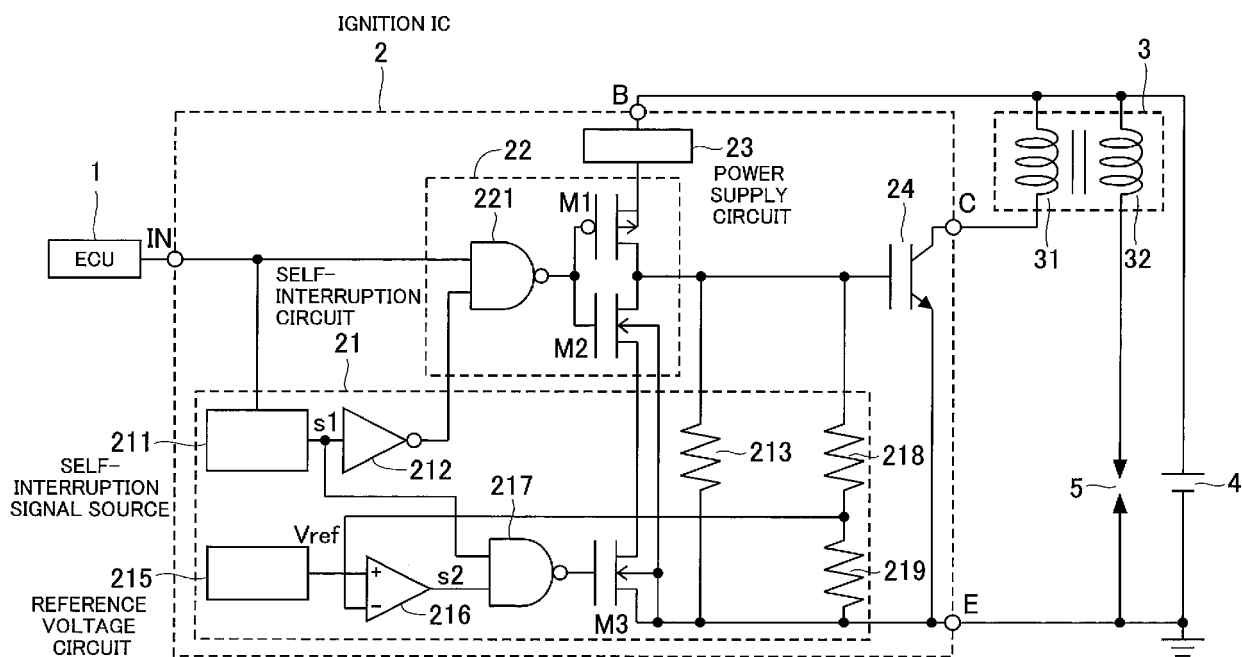 IGNITION IC
2
3
B
23
POWER
SUPPLY
CIRCUIT
22
221
M1
24
C
1
IN
ECU
31
32
SELF-
INTERRUPTION
CIRCUIT
M2
21
s1
211
212
213
218
SELF-
INTERRUPTION
SIGNAL SOURCE
217
5
4
Vref
s2
215
216
219
REFERENCE
VOLTAGE
CIRCUIT
+
−
M3
E